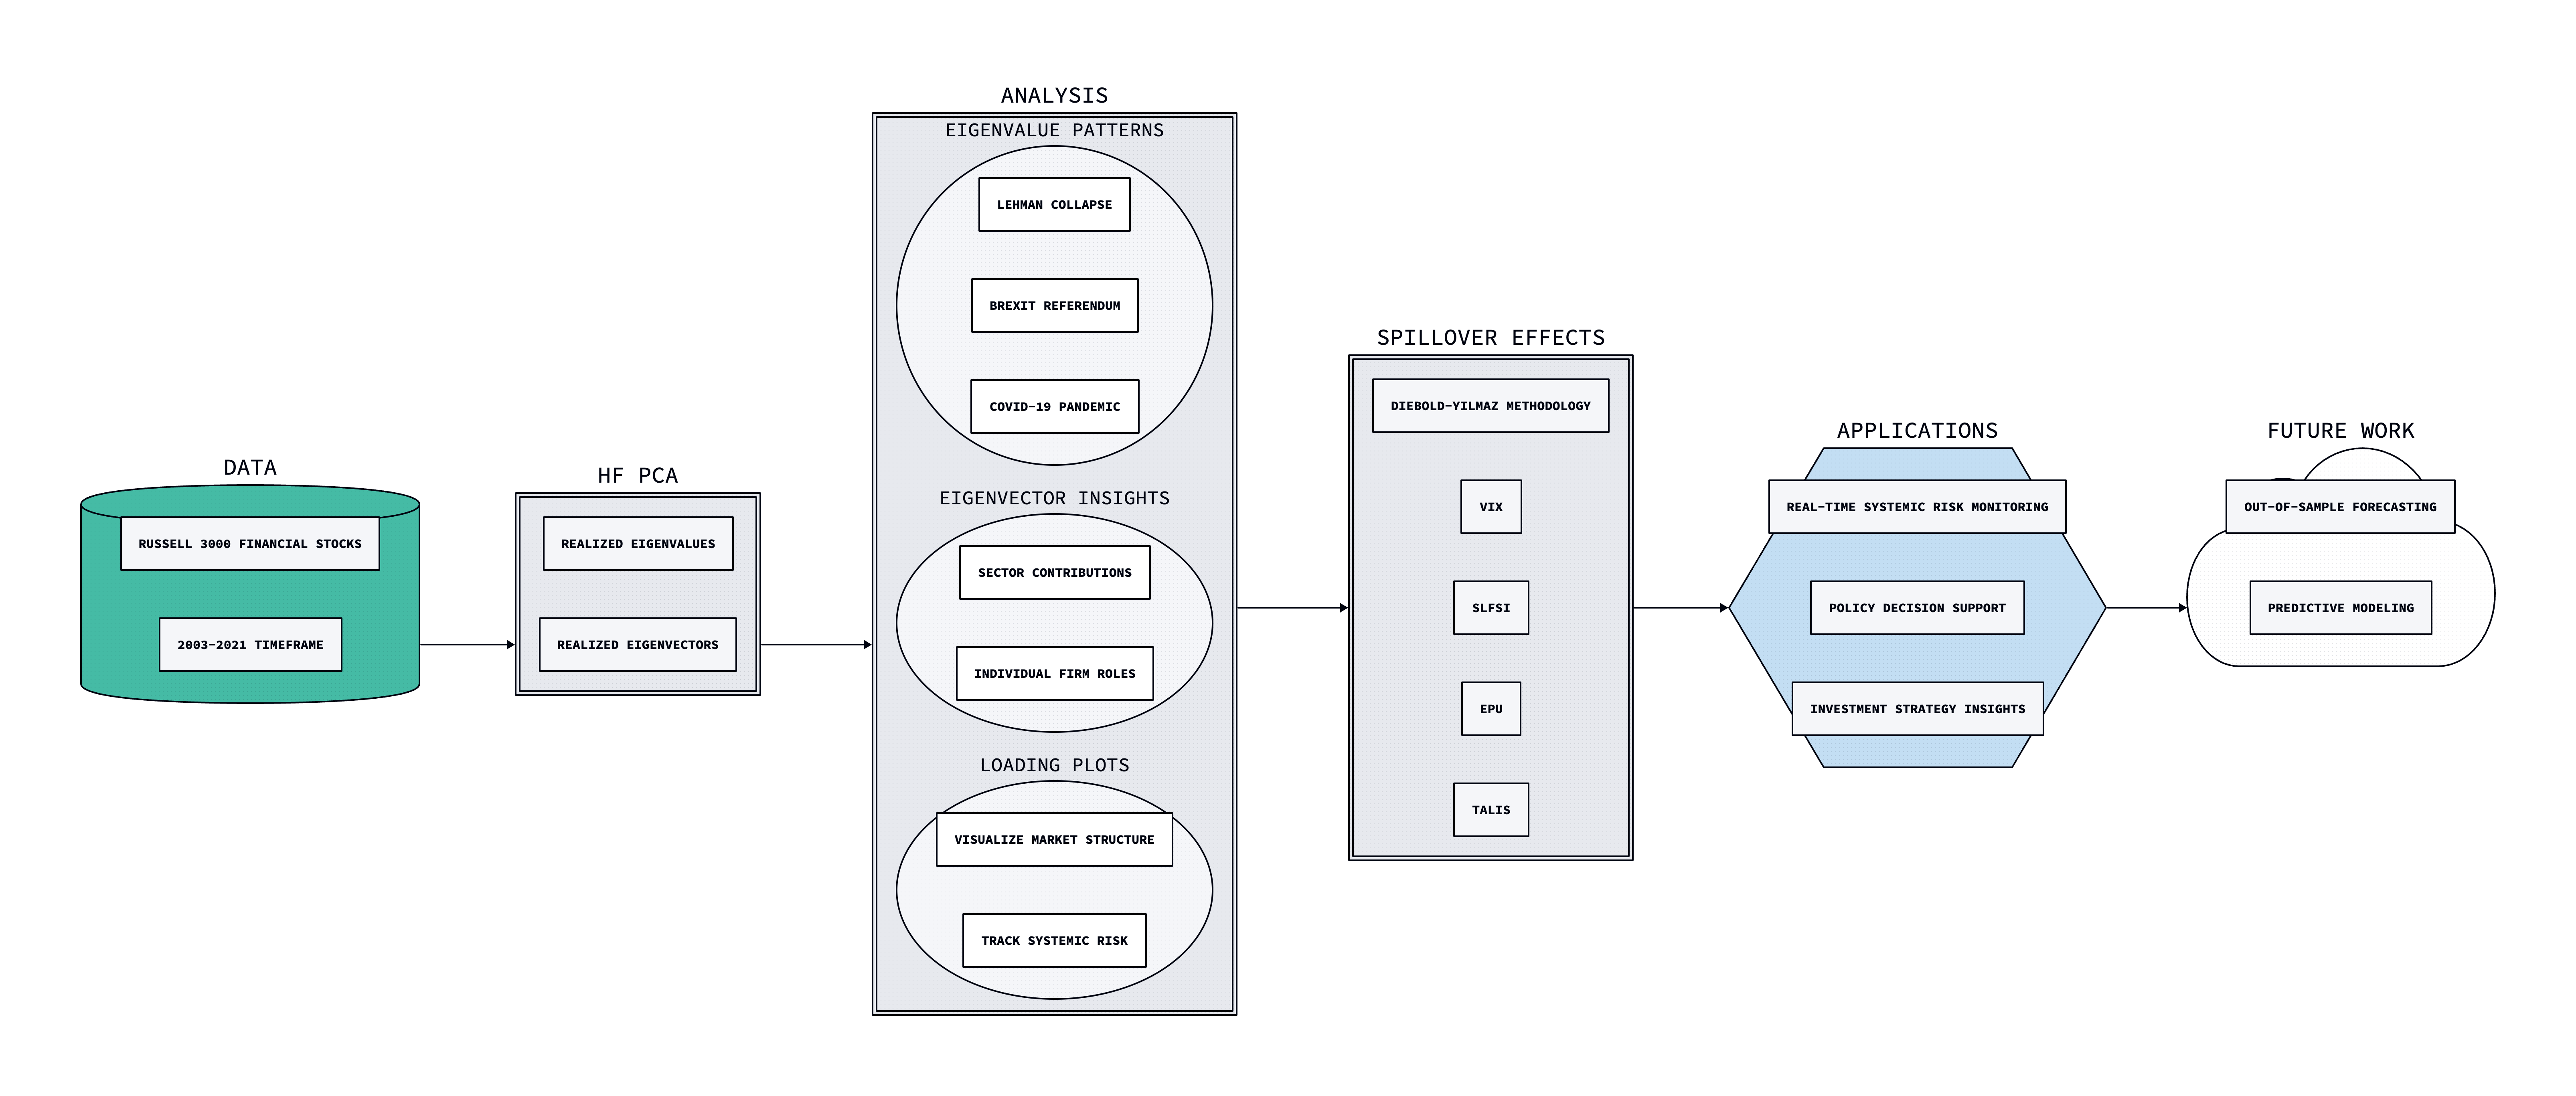 DATA
RUSSELL 3000 FINANCIAL STOCKS
2003-2021 TIMEFRAME
HF PCA
REALIZED EIGENVALUES
REALIZED EIGENVECTORS
ANALYSIS
EIGENVALUE PATTERNS
LEHMAN COLLAPSE
BREXIT REFERENDUM
COVID-19 PANDEMIC
EIGENVECTOR INSIGHTS
SECTOR CONTRIBUTIONS
INDIVIDUAL FIRM ROLES
LOADING PLOTS
VISUALIZE MARKET STRUCTURE
TRACK SYSTEMIC RISK
SPILLOVER EFFECTS
DIEBOLD-YILMAZ METHODOLOGY
VIX
SLFSI
EPU
TALIS
APPLICATIONS
REAL-TIME SYSTEMIC RISK MONITORING
POLICY DECISION SUPPORT
INVESTMENT STRATEGY INSIGHTS
FUTURE WORK
OUT-OF-SAMPLE FORECASTING
PREDICTIVE MODELING